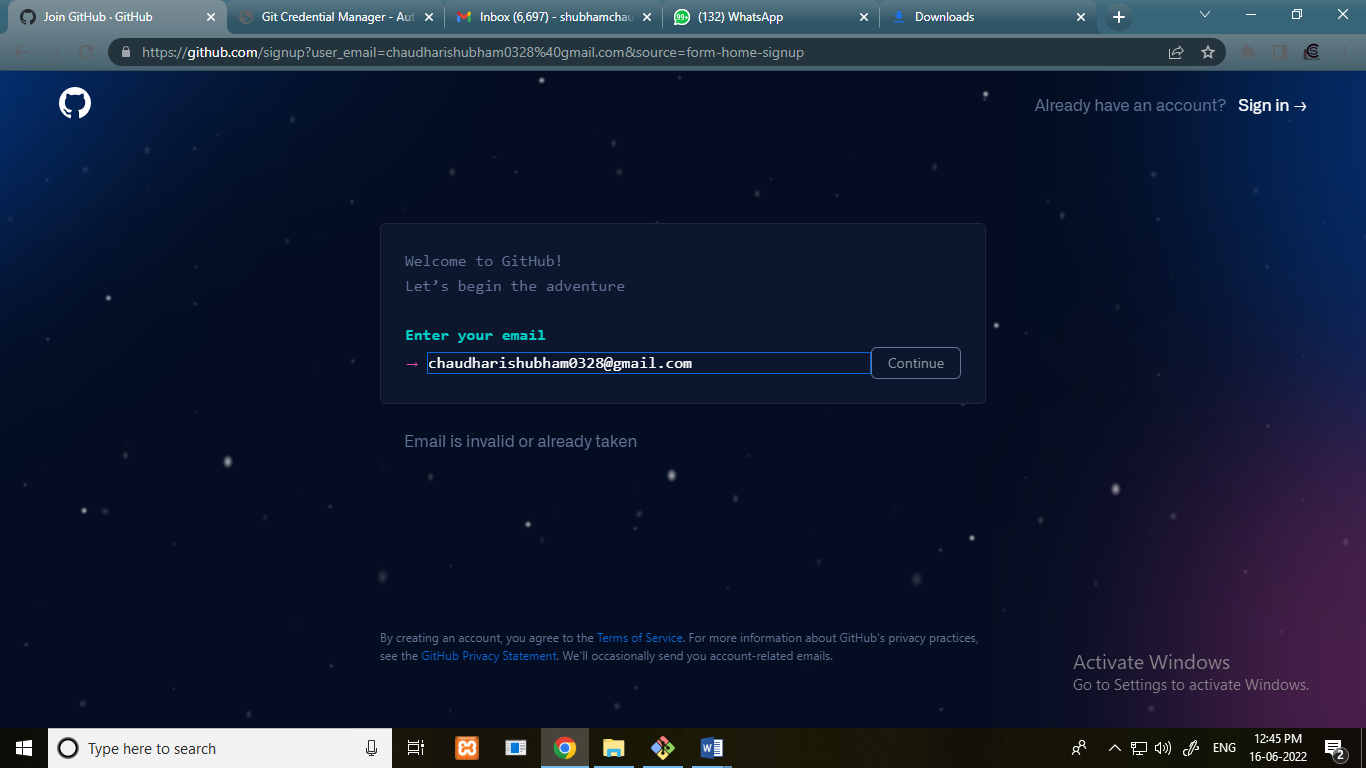 Join GitHub · GitHub
Git Credential Manager - Aut
Inbox (6,697) - shubhamchau
99+
(132) WhatsApp
Downloads
https://github.com/signup?user_email=chaudharishubham0328%40gmail.com&source=form-home-signup
Already have an account? Sign in →
Welcome to GitHub!
Let’s begin the adventure
Enter your email
→ chaudharishubham0328@gmail.com Continue
Email is invalid or already taken
By creating an account, you agree to the Terms of Service. For more information about GitHub's privacy practices,
see the GitHub Privacy Statement. We'll occasionally send you account-related emails.
Activate Windows
Go to Settings to activate Windows.
Type here to search
ENG
12:45 PM
16-06-2022
2